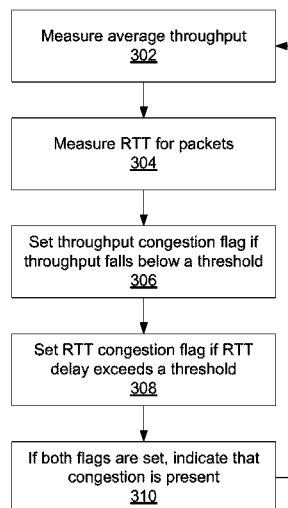 Measure average throughput
302
Measure RTT for packets
304
Set throughput congestion flag if
throughput falls below a threshold
306
Set RTT congestion flag if RTT
delay exceeds a threshold
308
If both flags are set, indicate that
congestion is present
310